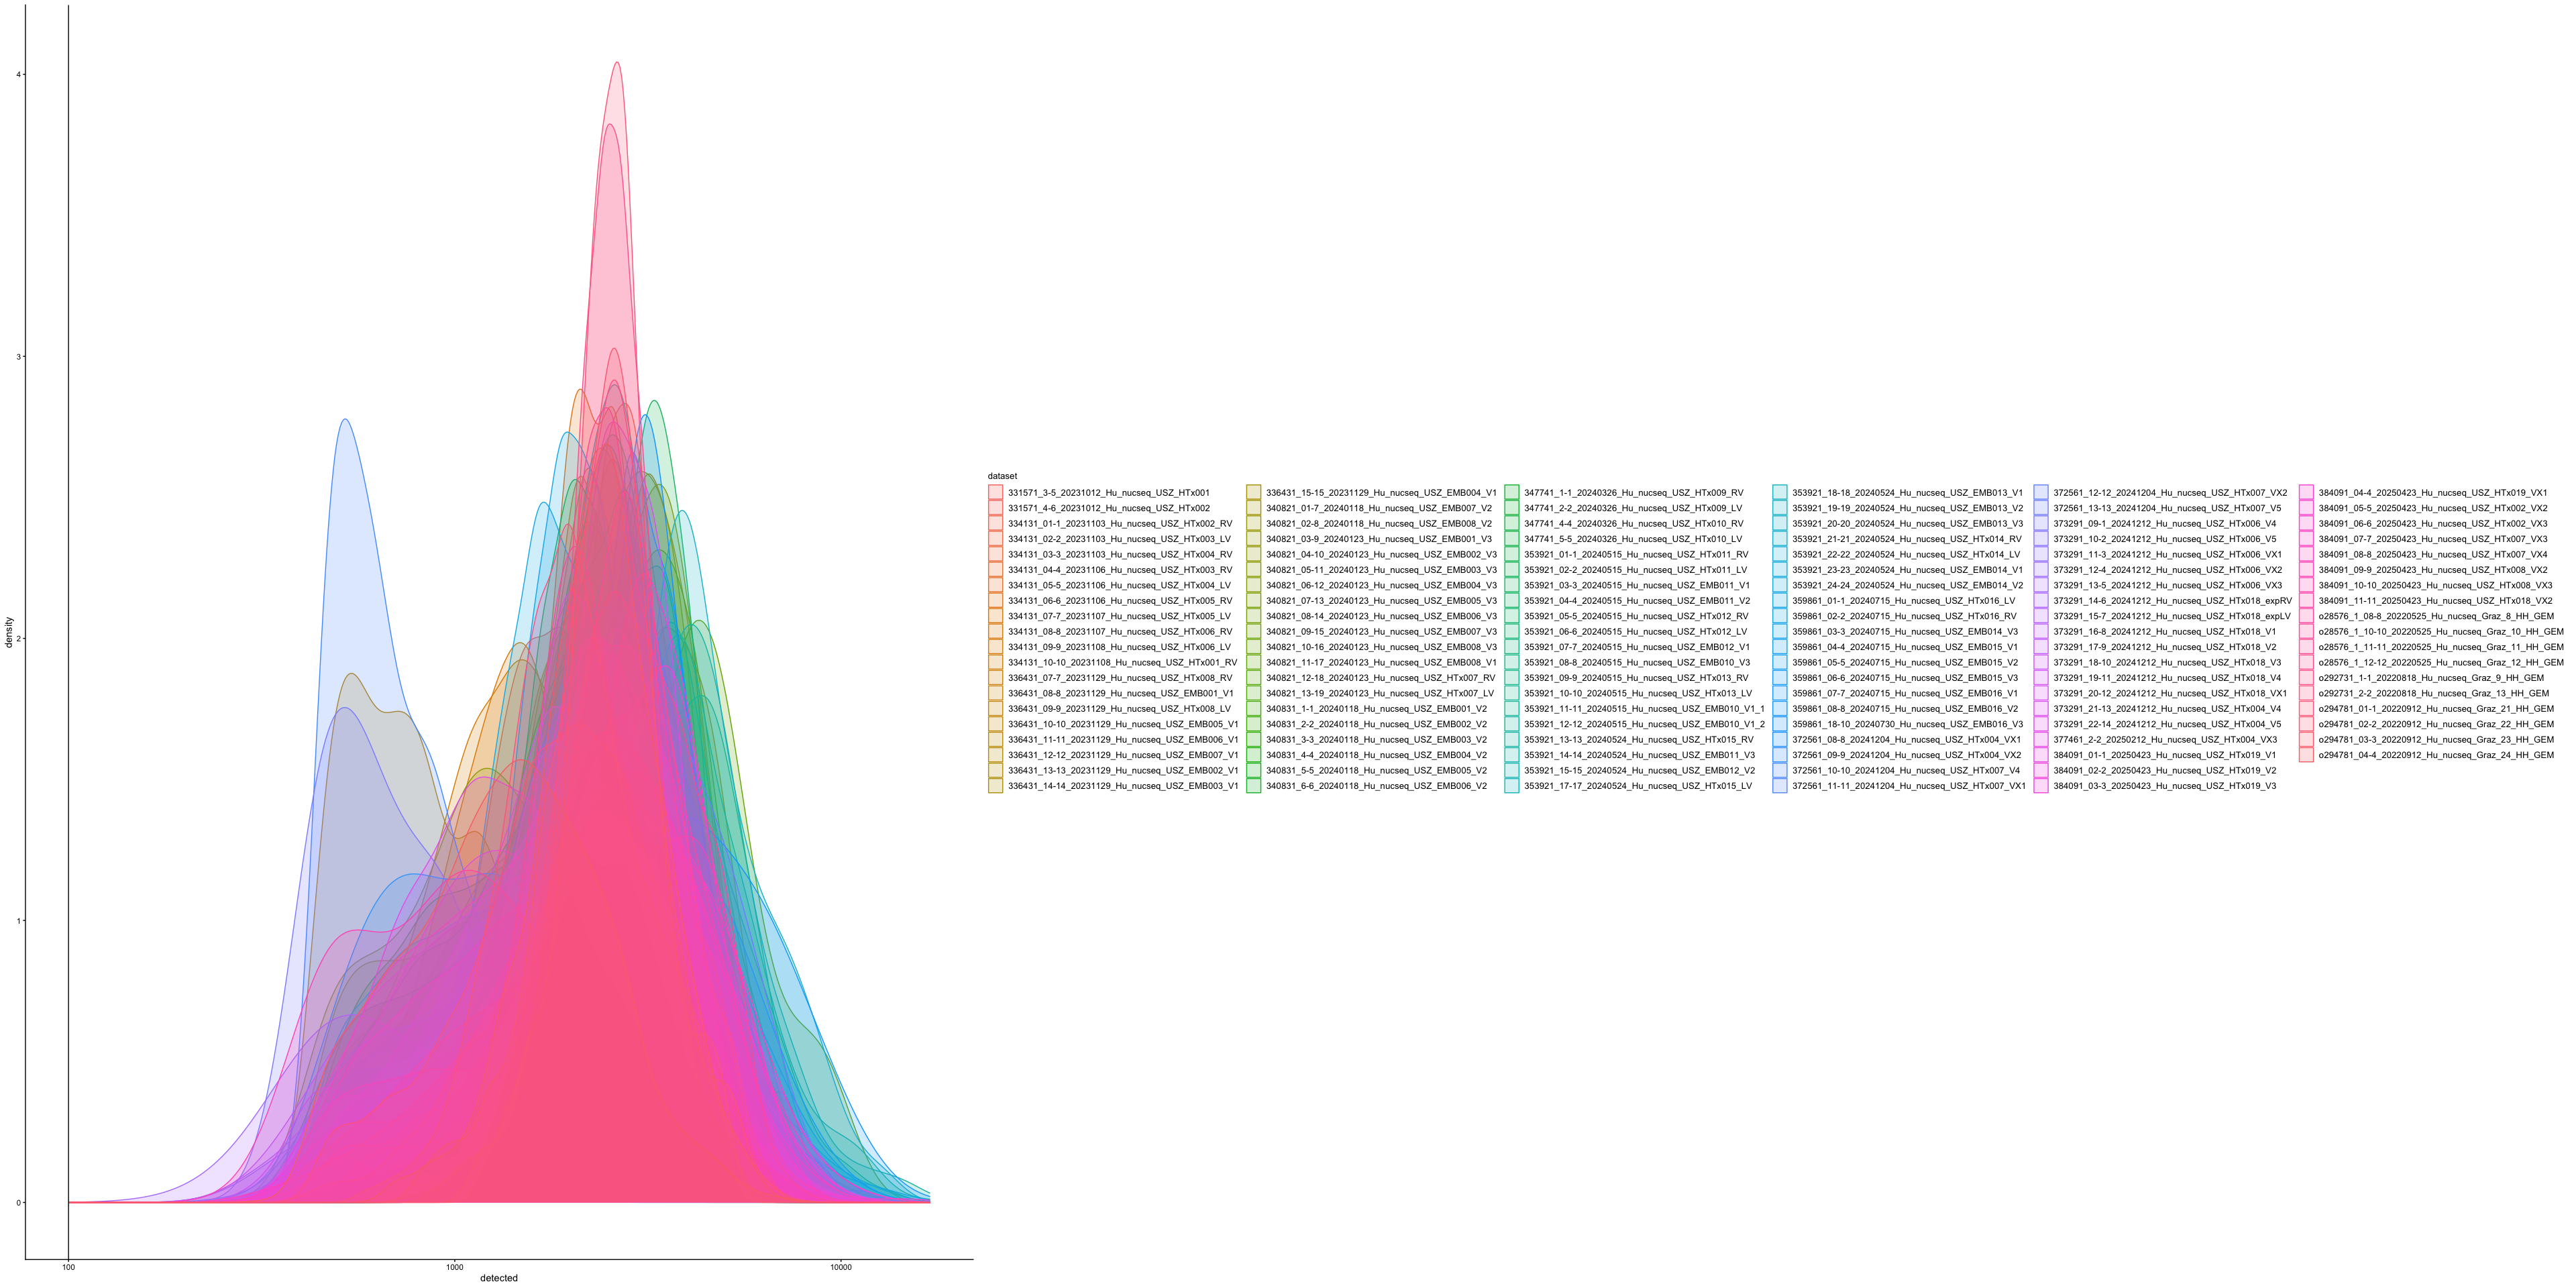 4
3
2
1
0
density
100
1000
10000
detected
dataset
331571_3-5_20231012_Hu_nucseq_USZ_HTx001
331571_4-6_20231012_Hu_nucseq_USZ_HTx002
334131_01-1_20231103_Hu_nucseq_USZ_HTx002_RV
334131_02-2_20231103_Hu_nucseq_USZ_HTx003_LV
334131_03-3_20231103_Hu_nucseq_USZ_HTx004_RV
334131_04-4_20231106_Hu_nucseq_USZ_HTx003_RV
334131_05-5_20231106_Hu_nucseq_USZ_HTx004_LV
334131_06-6_20231106_Hu_nucseq_USZ_HTx005_RV
334131_07-7_20231107_Hu_nucseq_USZ_HTx005_LV
334131_08-8_20231107_Hu_nucseq_USZ_HTx006_RV
334131_09-9_20231108_Hu_nucseq_USZ_HTx006_LV
334131_10-10_20231108_Hu_nucseq_USZ_HTx001_RV
336431_07-7_20231129_Hu_nucseq_USZ_HTx008_RV
336431_08-8_20231129_Hu_nucseq_USZ_EMB001_V1
336431_09-9_20231129_Hu_nucseq_USZ_HTx008_LV
336431_10-10_20231129_Hu_nucseq_USZ_EMB005_V1
336431_11-11_20231129_Hu_nucseq_USZ_EMB006_V1
336431_12-12_20231129_Hu_nucseq_USZ_EMB007_V1
336431_13-13_20231129_Hu_nucseq_USZ_EMB002_V1
336431_14-14_20231129_Hu_nucseq_USZ_EMB003_V1
336431_15-15_20231129_Hu_nucseq_USZ_EMB004_V1
340821_01-7_20240118_Hu_nucseq_USZ_EMB007_V2
340821_02-8_20240118_Hu_nucseq_USZ_EMB008_V2
340821_03-9_20240123_Hu_nucseq_USZ_EMB001_V3
340821_04-10_20240123_Hu_nucseq_USZ_EMB002_V3
340821_05-11_20240123_Hu_nucseq_USZ_EMB003_V3
340821_06-12_20240123_Hu_nucseq_USZ_EMB004_V3
340821_07-13_20240123_Hu_nucseq_USZ_EMB005_V3
340821_08-14_20240123_Hu_nucseq_USZ_EMB006_V3
340821_09-15_20240123_Hu_nucseq_USZ_EMB007_V3
340821_10-16_20240123_Hu_nucseq_USZ_EMB008_V3
340821_11-17_20240123_Hu_nucseq_USZ_EMB008_V1
340821_12-18_20240123_Hu_nucseq_USZ_HTx007_RV
340821_13-19_20240123_Hu_nucseq_USZ_HTx007_LV
340831_1-1_20240118_Hu_nucseq_USZ_EMB001_V2
340831_2-2_20240118_Hu_nucseq_USZ_EMB002_V2
340831_3-3_20240118_Hu_nucseq_USZ_EMB003_V2
340831_4-4_20240118_Hu_nucseq_USZ_EMB004_V2
340831_5-5_20240118_Hu_nucseq_USZ_EMB005_V2
340831_6-6_20240118_Hu_nucseq_USZ_EMB006_V2
347741_1-1_20240326_Hu_nucseq_USZ_HTx009_RV
347741_2-2_20240326_Hu_nucseq_USZ_HTx009_LV
347741_4-4_20240326_Hu_nucseq_USZ_HTx010_RV
347741_5-5_20240326_Hu_nucseq_USZ_HTx010_LV
353921_01-1_20240515_Hu_nucseq_USZ_HTx011_RV
353921_02-2_20240515_Hu_nucseq_USZ_HTx011_LV
353921_03-3_20240515_Hu_nucseq_USZ_EMB011_V1
353921_04-4_20240515_Hu_nucseq_USZ_EMB011_V2
353921_05-5_20240515_Hu_nucseq_USZ_HTx012_RV
353921_06-6_20240515_Hu_nucseq_USZ_HTx012_LV
353921_07-7_20240515_Hu_nucseq_USZ_EMB012_V1
353921_08-8_20240515_Hu_nucseq_USZ_EMB010_V3
353921_09-9_20240515_Hu_nucseq_USZ_HTx013_RV
353921_10-10_20240515_Hu_nucseq_USZ_HTx013_LV
353921_11-11_20240515_Hu_nucseq_USZ_EMB010_V1_1
353921_12-12_20240515_Hu_nucseq_USZ_EMB010_V1_2
353921_13-13_20240524_Hu_nucseq_USZ_HTx015_RV
353921_14-14_20240524_Hu_nucseq_USZ_EMB011_V3
353921_15-15_20240524_Hu_nucseq_USZ_EMB012_V2
353921_17-17_20240524_Hu_nucseq_USZ_HTx015_LV
353921_18-18_20240524_Hu_nucseq_USZ_EMB013_V1
353921_19-19_20240524_Hu_nucseq_USZ_EMB013_V2
353921_20-20_20240524_Hu_nucseq_USZ_EMB013_V3
353921_21-21_20240524_Hu_nucseq_USZ_HTx014_RV
353921_22-22_20240524_Hu_nucseq_USZ_HTx014_LV
353921_23-23_20240524_Hu_nucseq_USZ_EMB014_V1
353921_24-24_20240524_Hu_nucseq_USZ_EMB014_V2
359861_01-1_20240715_Hu_nucseq_USZ_HTx016_LV
359861_02-2_20240715_Hu_nucseq_USZ_HTx016_RV
359861_03-3_20240715_Hu_nucseq_USZ_EMB014_V3
359861_04-4_20240715_Hu_nucseq_USZ_EMB015_V1
359861_05-5_20240715_Hu_nucseq_USZ_EMB015_V2
359861_06-6_20240715_Hu_nucseq_USZ_EMB015_V3
359861_07-7_20240715_Hu_nucseq_USZ_EMB016_V1
359861_08-8_20240715_Hu_nucseq_USZ_EMB016_V2
359861_18-10_20240730_Hu_nucseq_USZ_EMB016_V3
372561_08-8_20241204_Hu_nucseq_USZ_HTx004_VX1
372561_09-9_20241204_Hu_nucseq_USZ_HTx004_VX2
372561_10-10_20241204_Hu_nucseq_USZ_HTx007_V4
372561_11-11_20241204_Hu_nucseq_USZ_HTx007_VX1
372561_12-12_20241204_Hu_nucseq_USZ_HTx007_VX2
372561_13-13_20241204_Hu_nucseq_USZ_HTx007_V5
373291_09-1_20241212_Hu_nucseq_USZ_HTx006_V4
373291_10-2_20241212_Hu_nucseq_USZ_HTx006_V5
373291_11-3_20241212_Hu_nucseq_USZ_HTx006_VX1
373291_12-4_20241212_Hu_nucseq_USZ_HTx006_VX2
373291_13-5_20241212_Hu_nucseq_USZ_HTx006_VX3
373291_14-6_20241212_Hu_nucseq_USZ_HTx018_expRV
373291_15-7_20241212_Hu_nucseq_USZ_HTx018_expLV
373291_16-8_20241212_Hu_nucseq_USZ_HTx018_V1
373291_17-9_20241212_Hu_nucseq_USZ_HTx018_V2
373291_18-10_20241212_Hu_nucseq_USZ_HTx018_V3
373291_19-11_20241212_Hu_nucseq_USZ_HTx018_V4
373291_20-12_20241212_Hu_nucseq_USZ_HTx018_VX1
373291_21-13_20241212_Hu_nucseq_USZ_HTx004_V4
373291_22-14_20241212_Hu_nucseq_USZ_HTx004_V5
377461_2-2_20250212_Hu_nucseq_USZ_HTx004_VX3
384091_01-1_20250423_Hu_nucseq_USZ_HTx019_V1
384091_02-2_20250423_Hu_nucseq_USZ_HTx019_V2
384091_03-3_20250423_Hu_nucseq_USZ_HTx019_V3
384091_04-4_20250423_Hu_nucseq_USZ_HTx019_VX1
384091_05-5_20250423_Hu_nucseq_USZ_HTx002_VX2
384091_06-6_20250423_Hu_nucseq_USZ_HTx002_VX3
384091_07-7_20250423_Hu_nucseq_USZ_HTx007_VX3
384091_08-8_20250423_Hu_nucseq_USZ_HTx007_VX4
384091_09-9_20250423_Hu_nucseq_USZ_HTx008_VX2
384091_10-10_20250423_Hu_nucseq_USZ_HTx008_VX3
384091_11-11_20250423_Hu_nucseq_USZ_HTx018_VX2
o28576_1_08-8_20220525_Hu_nucseq_Graz_8_HH_GEM
o28576_1_10-10_20220525_Hu_nucseq_Graz_10_HH_GEM
o28576_1_11-11_20220525_Hu_nucseq_Graz_11_HH_GEM
o28576_1_12-12_20220525_Hu_nucseq_Graz_12_HH_GEM
o292731_1-1_20220818_Hu_nucseq_Graz_9_HH_GEM
o292731_2-2_20220818_Hu_nucseq_Graz_13_HH_GEM
o294781_01-1_20220912_Hu_nucseq_Graz_21_HH_GEM
o294781_02-2_20220912_Hu_nucseq_Graz_22_HH_GEM
o294781_03-3_20220912_Hu_nucseq_Graz_23_HH_GEM
o294781_04-4_20220912_Hu_nucseq_Graz_24_HH_GEM